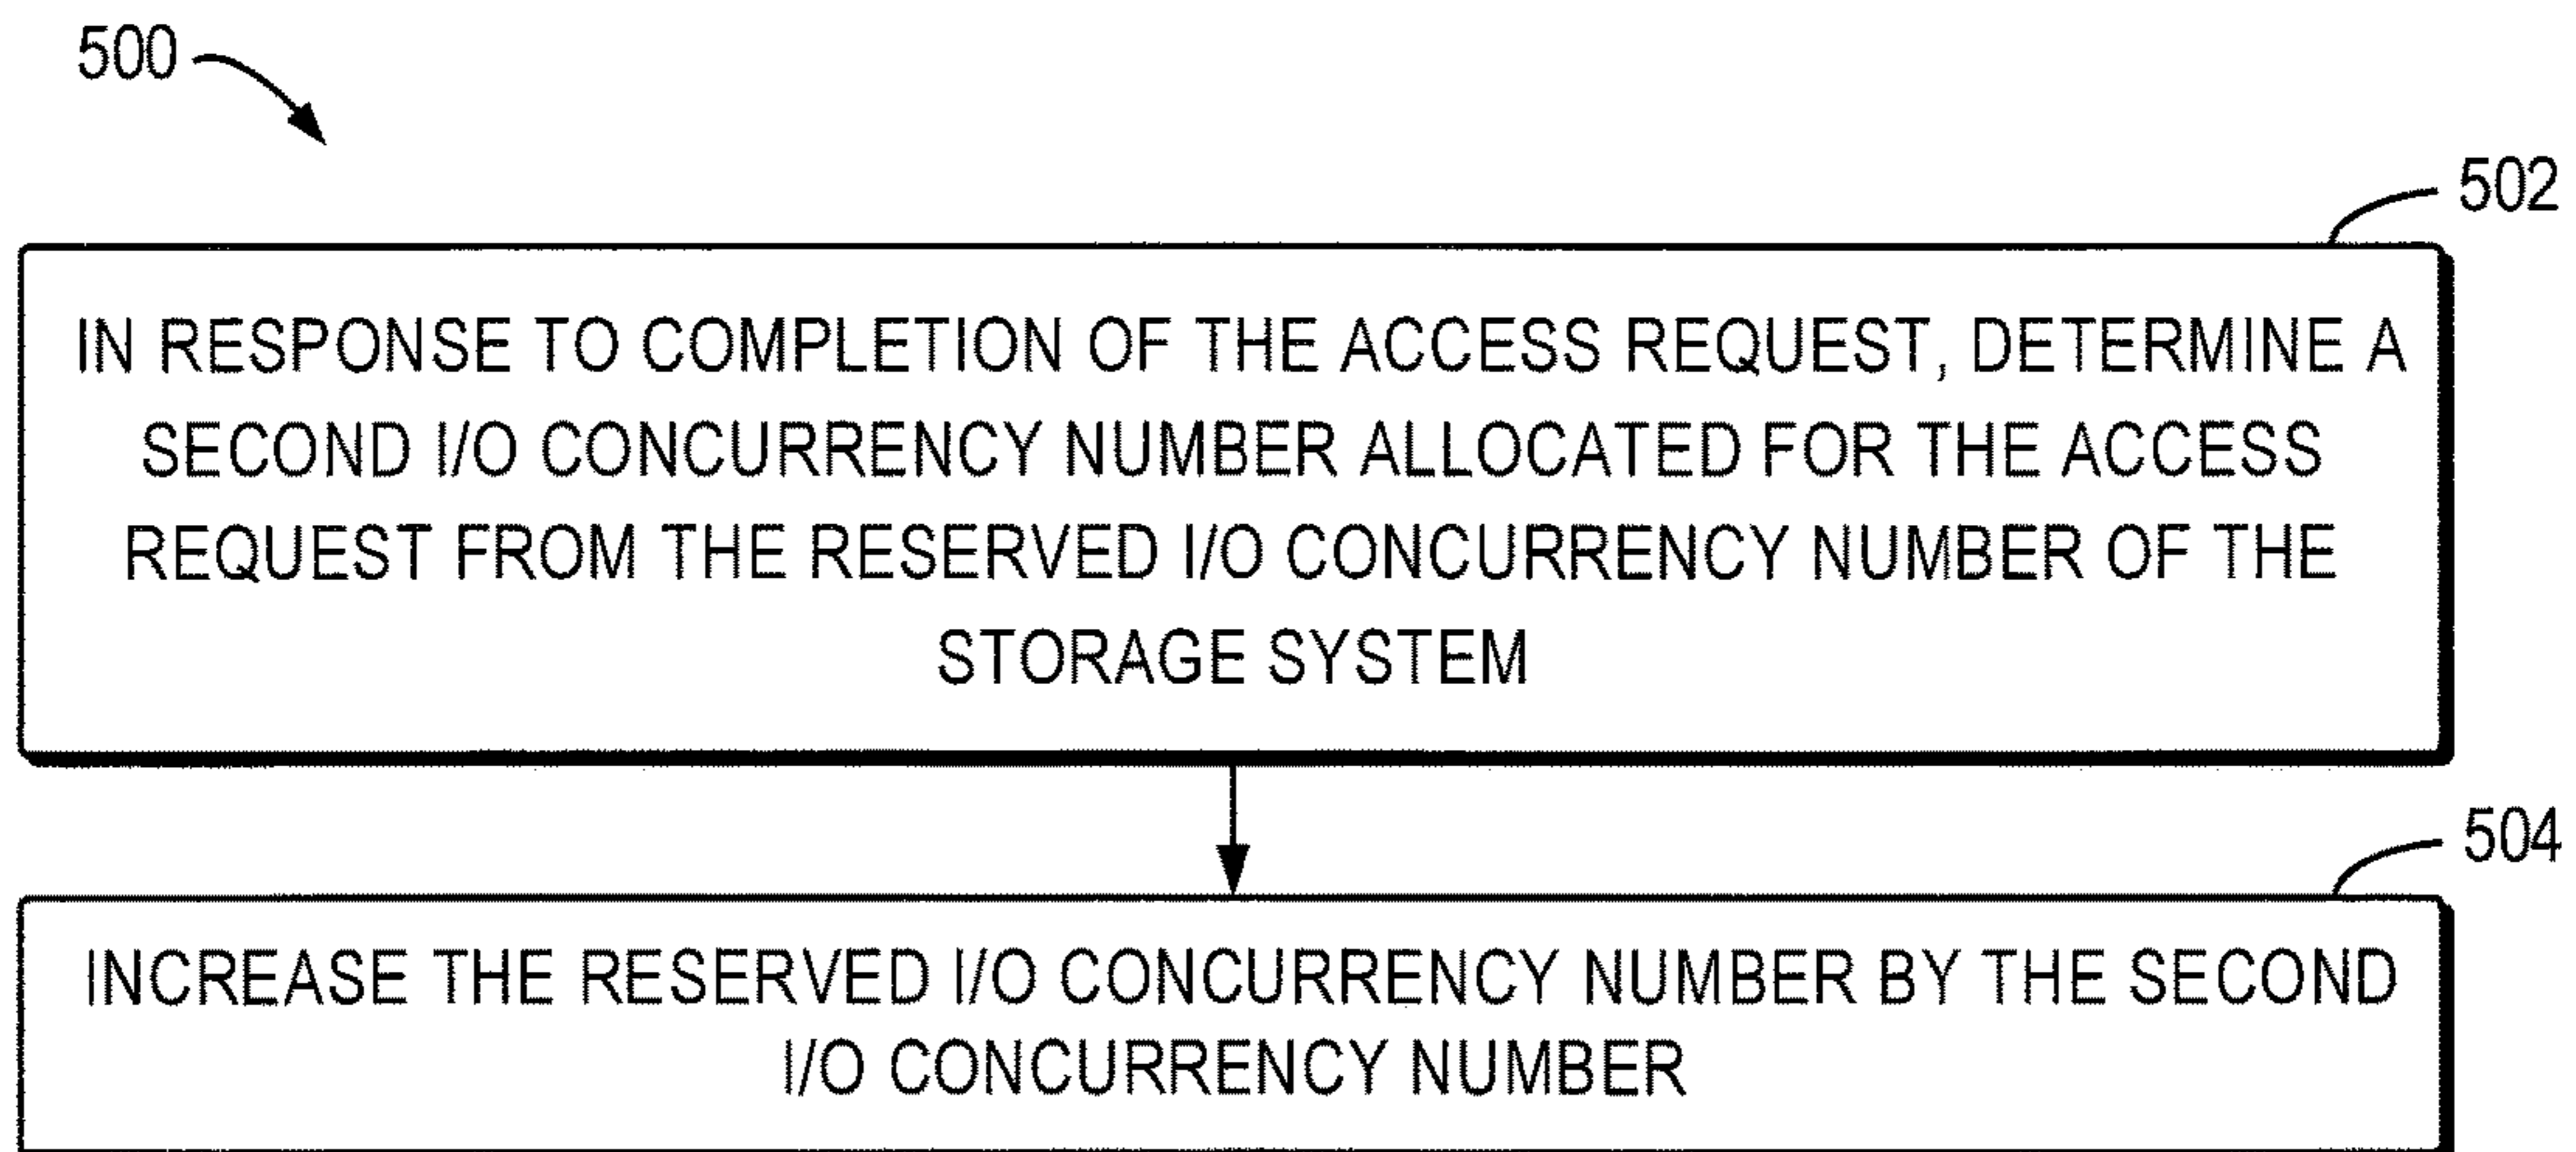 500
502
IN RESPONSE TO COMPLETION OF THE ACCESS REQUEST, DETERMINE A
SECOND I/O CONCURRENCY NUMBER ALLOCATED FOR THE ACCESS
REQUEST FROM THE RESERVED I/O CONCURRENCY NUMBER OF THE
STORAGE SYSTEM
504
INCREASE THE RESERVED I/O CONCURRENCY NUMBER BY THE SECOND
I/O CONCURRENCY NUMBER